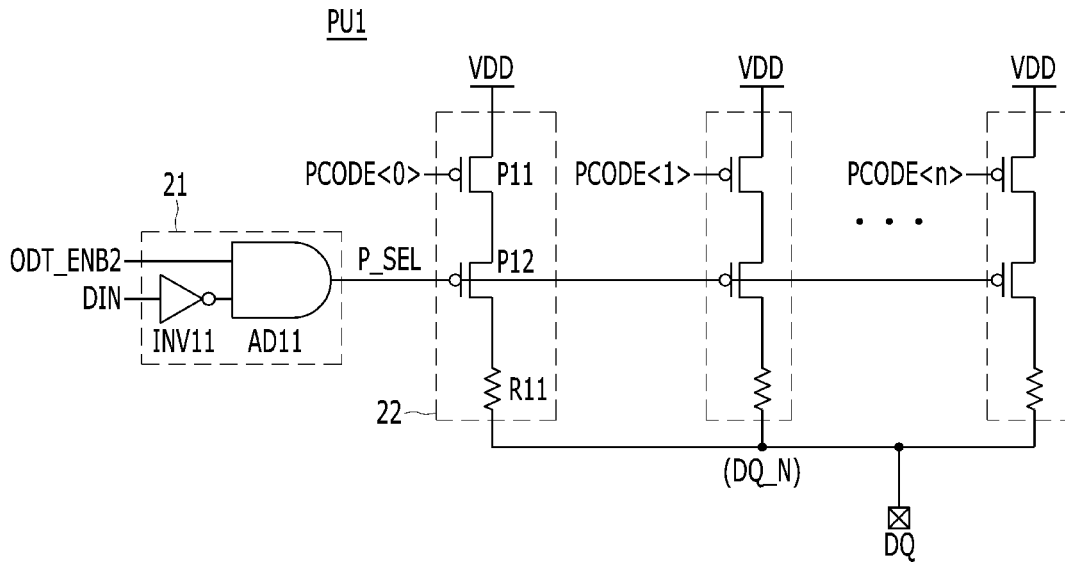 PU1
VDD
VDD
VDD
PCODE<0>
P11
PCODE<1>
PCODE<n>
21
ODT_ENB2
P_SEL
P12
DIN
INV11
AD11
R11
22
(DQ_N)
DQ